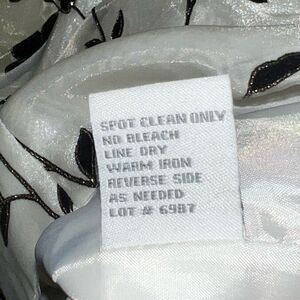 SPOT CLEAN ONLY
NO BLEACH
LINE DRY
WARM IRON
REVERSE SIDE
AS NEEDED
LOT # 6987